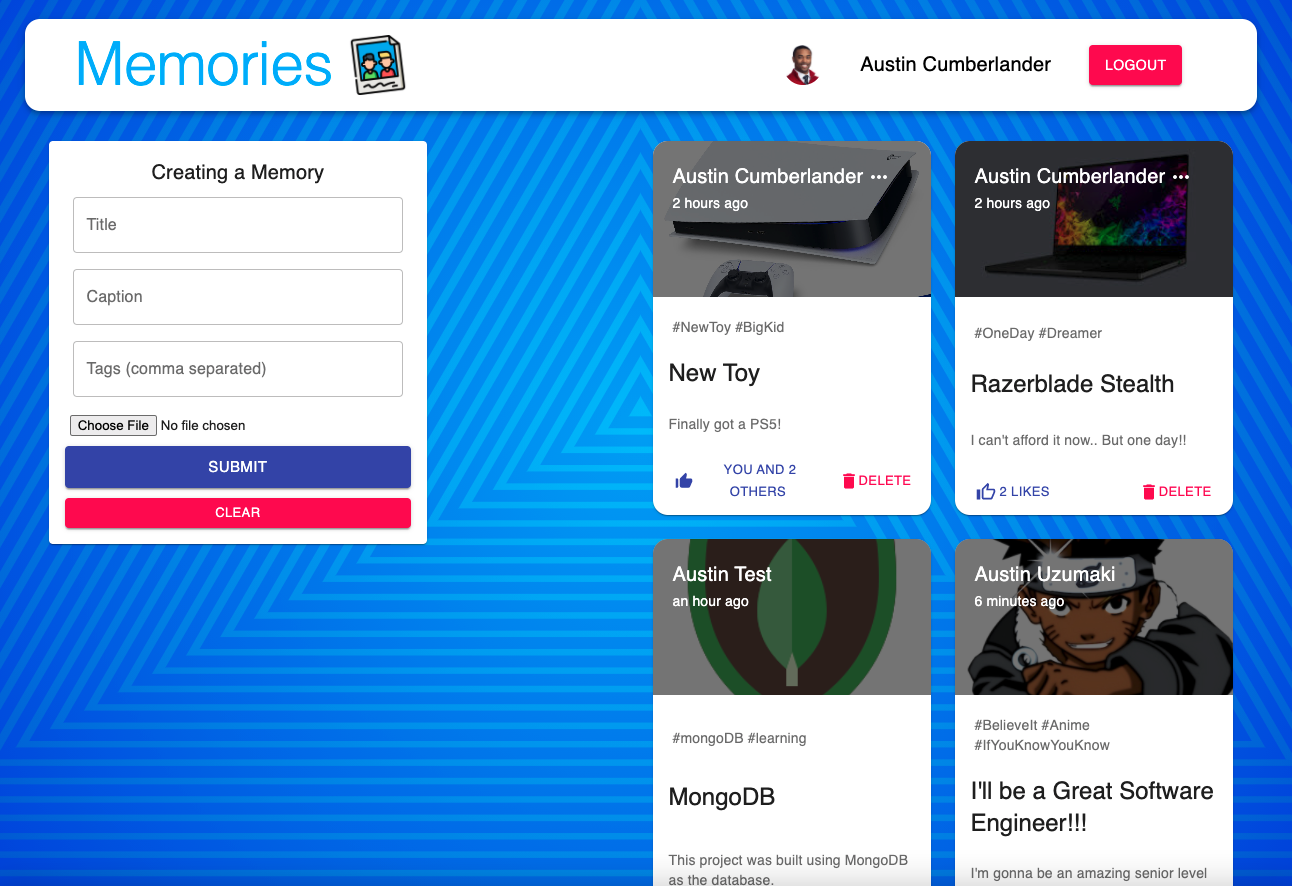 Memories
Austin Cumberlander
LOGOUT
Creating a Memory
Title
Caption
Tags (comma separated)
Choose File No file chosen
SUBMIT
CLEAR
Austin Cumberlander •••
2 hours ago
#NewToy #BigKid
New Toy
Finally got a PS5!
YOU AND 2
OTHERS
DELETE
Austin Cumberlander •••
2 hours ago
#OneDay #Dreamer
Razerblade Stealth
I can't afford it now.. But one day!!
2 LIKES
DELETE
Austin Test
an hour ago
#mongoDB #learning
MongoDB
This project was built using MongoDB
as the database.
Austin Uzumaki
6 minutes ago
#BelieveIt #Anime
#IfYouKnowYouKnow
I'll be a Great Software
Engineer!!!
I'm gonna be an amazing senior level